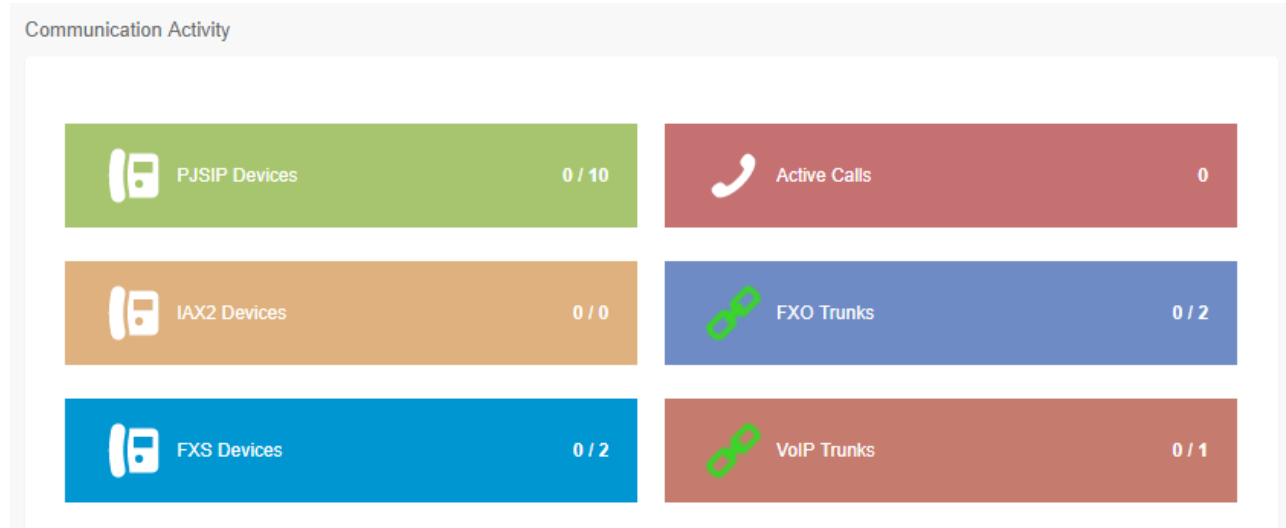 Communication Activity
PJSIP Devices 0 / 10
Active Calls 0
IAX2 Devices 0 / 0
FXO Trunks 0 / 2
FXS Devices 0 / 2
VoIP Trunks 0 / 1